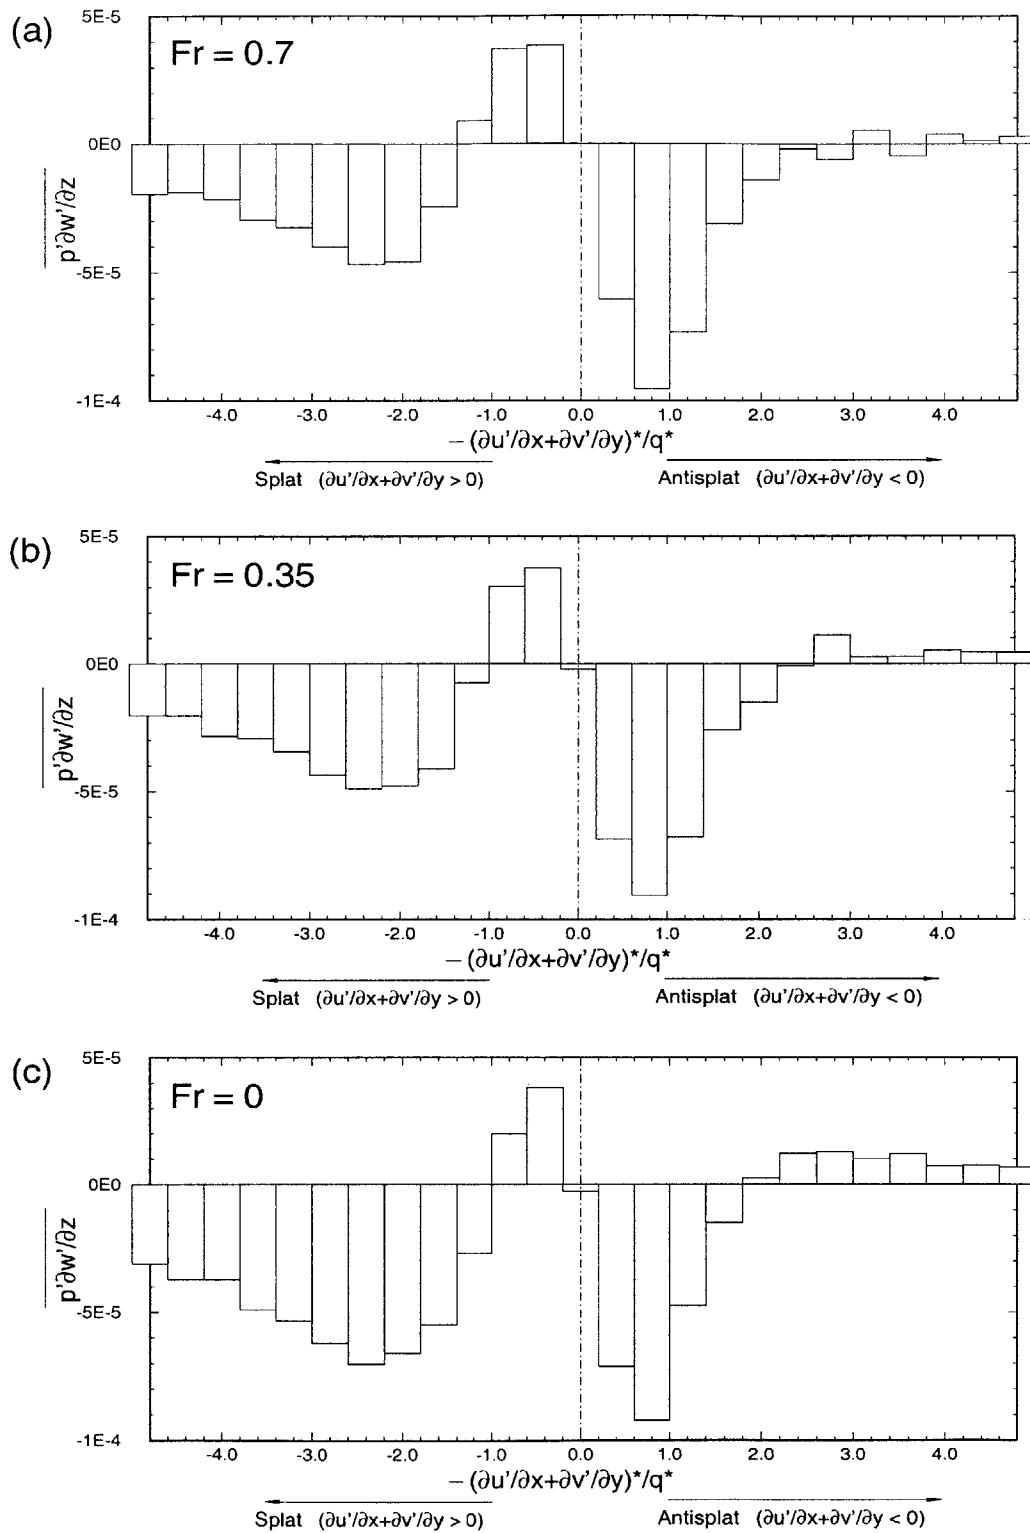 (a)
Fr = 0.7
5E-5
0E0
-5E-5
-1E-4
p'∂w'/∂z
-4.0 -3.0 -2.0 -1.0 0.0 1.0 2.0 3.0 4.0
– (∂u'/∂x+∂v'/∂y)*/q*
Splat (∂u'/∂x+∂v'/∂y > 0) Antisplat (∂u'/∂x+∂v'/∂y < 0)
(b)
Fr = 0.35
5E-5
0E0
-5E-5
-1E-4
p'∂w'/∂z
-4.0 -3.0 -2.0 -1.0 0.0 1.0 2.0 3.0 4.0
– (∂u'/∂x+∂v'/∂y)*/q*
Splat (∂u'/∂x+∂v'/∂y > 0) Antisplat (∂u'/∂x+∂v'/∂y < 0)
(c)
Fr = 0
5E-5
0E0
-5E-5
-1E-4
p'∂w'/∂z
-4.0 -3.0 -2.0 -1.0 0.0 1.0 2.0 3.0 4.0
– (∂u'/∂x+∂v'/∂y)*/q*
Splat (∂u'/∂x+∂v'/∂y > 0) Antisplat (∂u'/∂x+∂v'/∂y < 0)